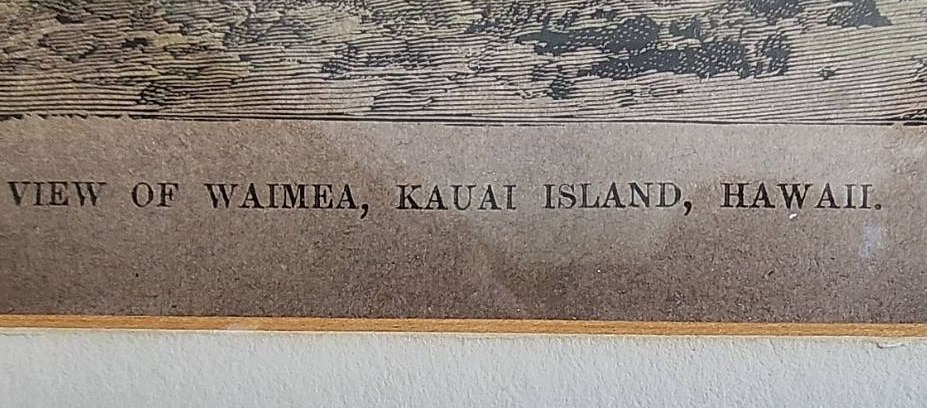 VIEW OF WAIMEA, KAUAI ISLAND, HAWAII.